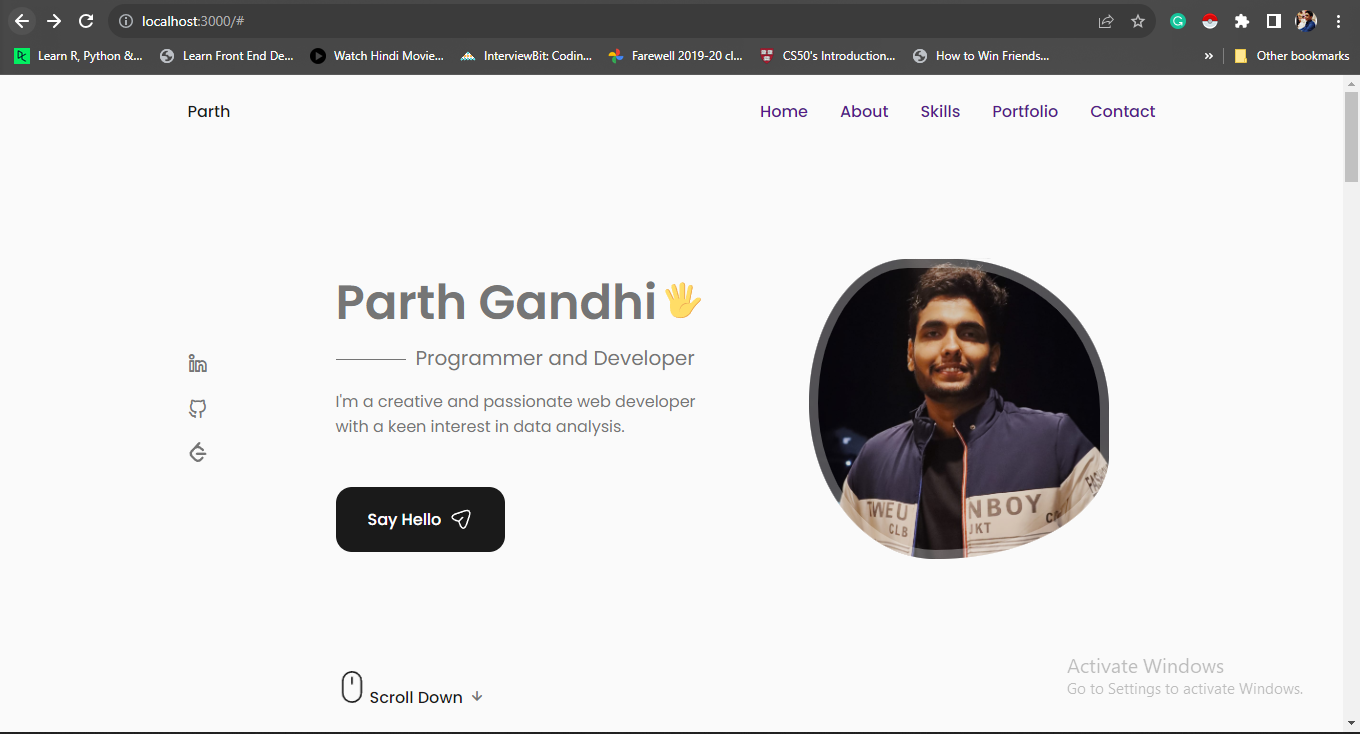 localhost:3000/#
Learn R, Python &... Learn Front End De... Watch Hindi Movie... InterviewBit: Codin... Farewell 2019-20 cl... CS50's Introduction... How to Win Friends... » Other bookmarks
Parth Home About Skills Portfolio Contact
Parth Gandhi
Programmer and Developer
I'm a creative and passionate web developer
with a keen interest in data analysis.
Say Hello
TWEU NBOY
CLB JKT
Scroll Down
Activate Windows
Go to Settings to activate Windows.